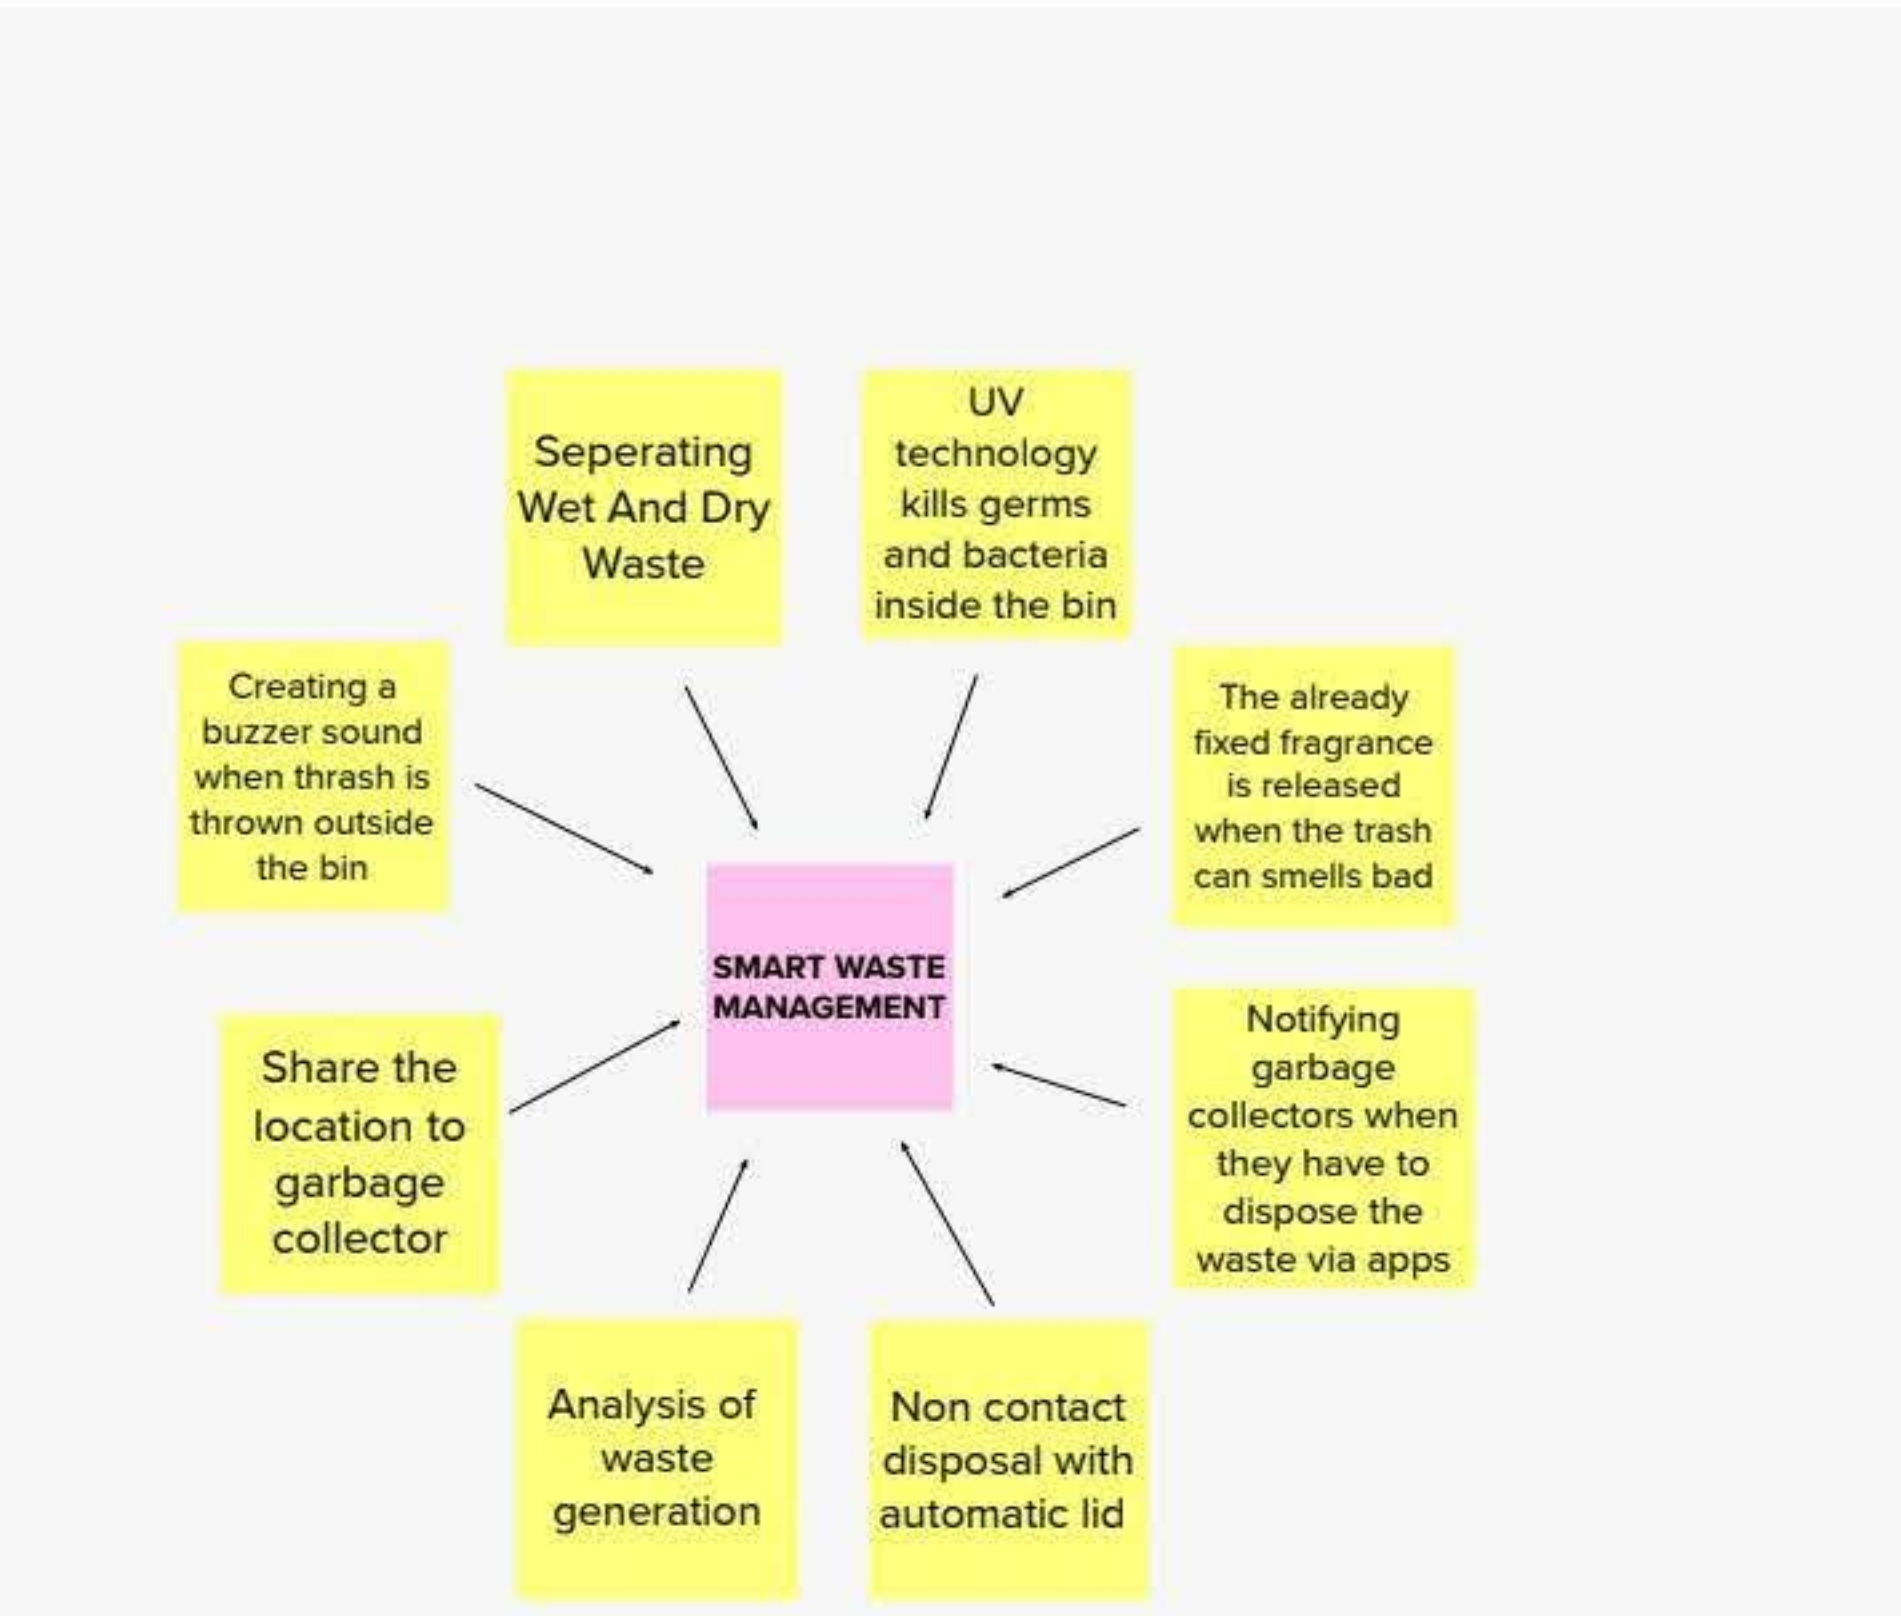 Seperating
Wet And Dry
Waste
UV
technology
kills germs
and bacteria
inside the bin
Creating a
buzzer sound
when thrash is
thrown outside
the bin
The already
fixed fragrance
is released
when the trash
can smells bad
SMART WASTE
MANAGEMENT
Share the
location to
garbage
collector
Notifying
garbage
collectors when
they have to
dispose the
waste via apps
Analysis of
waste
generation
Non contact
disposal with
automatic lid